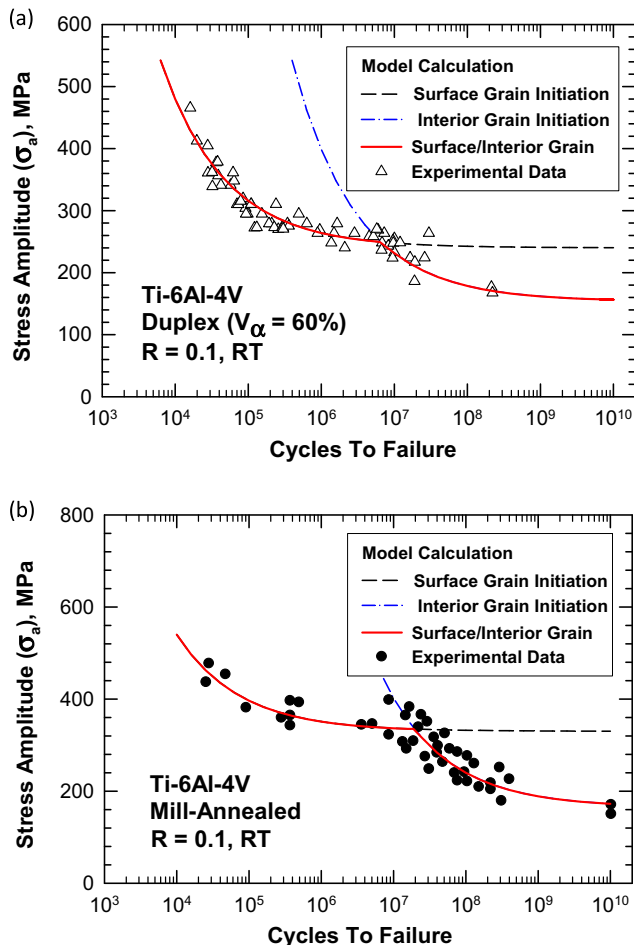 (a)
600
500
400
300
200
100
0
Stress Amplitude (σₐ), MPa
Model Calculation
Surface Grain Initiation
Interior Grain Initiation
Surface/Interior Grain
Experimental Data
Ti-6Al-4V
Duplex (Vα = 60%)
R = 0.1, RT
10³ 10⁴ 10⁵ 10⁶ 10⁷ 10⁸ 10⁹ 10¹⁰
Cycles To Failure
(b)
800
600
400
200
0
Stress Amplitude (σₐ), MPa
Model Calculation
Surface Grain Initiation
Interior Grain Initiation
Surface/Interior Grain
Experimental Data
Ti-6Al-4V
Mill-Annealed
R = 0.1, RT
10³ 10⁴ 10⁵ 10⁶ 10⁷ 10⁸ 10⁹ 10¹⁰
Cycles To Failure